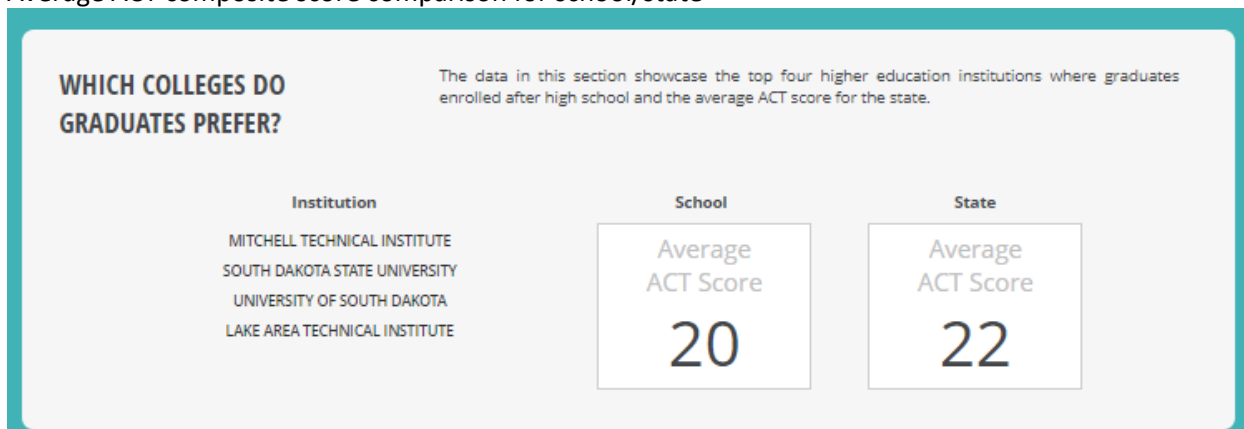 Average ACT composite score comparison for school/state
WHICH COLLEGES DO
GRADUATES PREFER?
The data in this section showcase the top four higher education institutions where graduates
enrolled after high school and the average ACT score for the state.
Institution
MITCHELL TECHNICAL INSTITUTE
SOUTH DAKOTA STATE UNIVERSITY
UNIVERSITY OF SOUTH DAKOTA
LAKE AREA TECHNICAL INSTITUTE
School
Average
ACT Score
20
State
Average
ACT Score
22